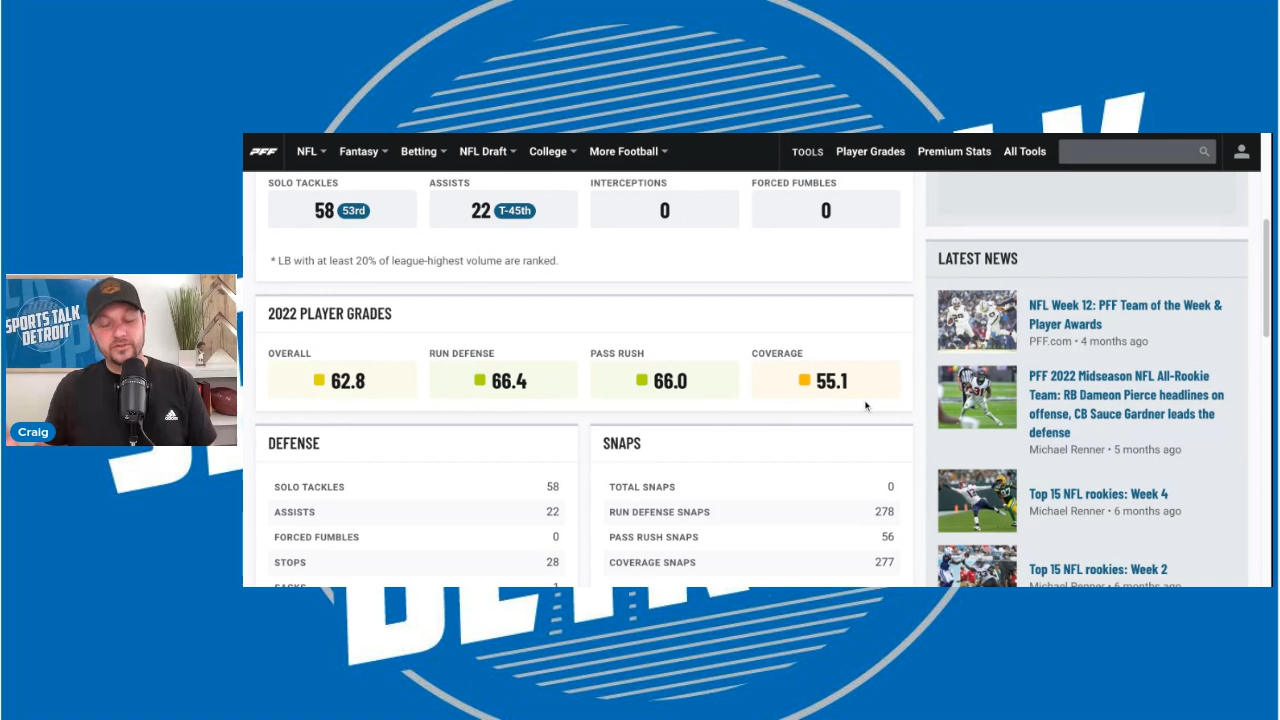 PFF
NFL
Fantasy
Betting
NFL Draft
College
More Football
TOOLS
Player Grades
Premium Stats
All Tools
SOLO TACKLES
ASSISTS
INTERCEPTIONS
FORCED FUMBLES
58 53rd
22 T-45th
0
0
* LB with at least 20% of league-highest volume are ranked.
2022 PLAYER GRADES
OVERALL
RUN DEFENSE
PASS RUSH
COVERAGE
62.8
66.4
66.0
55.1
DEFENSE
SOLO TACKLES 58
ASSISTS 22
FORCED FUMBLES 0
STOPS 28
SACKS 1
SNAPS
TOTAL SNAPS 0
RUN DEFENSE SNAPS 278
PASS RUSH SNAPS 56
COVERAGE SNAPS 277
LATEST NEWS
NFL Week 12: PFF Team of the Week &
Player Awards
PFF.com • 4 months ago
PFF 2022 Midseason NFL All-Rookie
Team: RB Dameon Pierce headlines on
offense, CB Sauce Gardner leads the
defense
Michael Renner • 5 months ago
Top 15 NFL rookies: Week 4
Michael Renner • 6 months ago
Top 15 NFL rookies: Week 2
Michael Renner • 6 months ago
SPORTS TALK
DETROIT
Craig